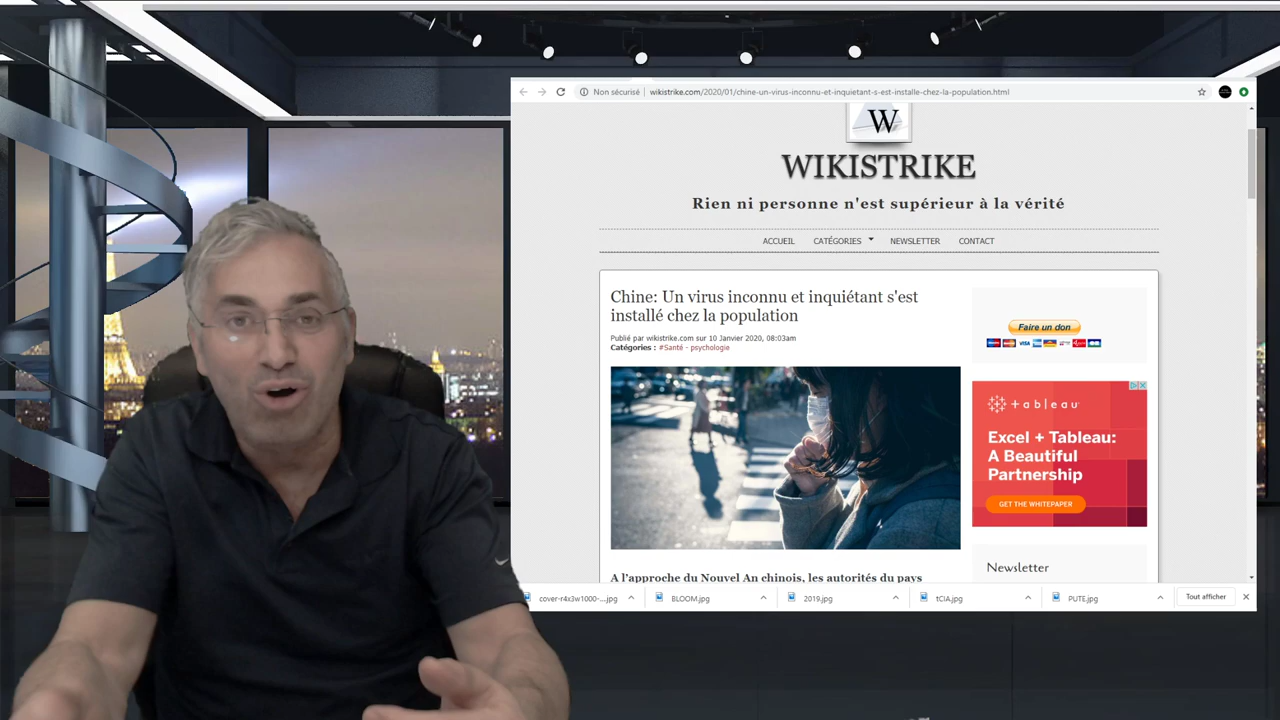 Non sécurisé
wikistrike.com/2020/01/chine-un-virus-inconnu-et-inquietant-s-est-installe-chez-la-population.html
W
WIKISTRIKE
Rien ni personne n'est supérieur à la vérité
ACCUEIL CATÉGORIES NEWSLETTER CONTACT
Chine: Un virus inconnu et inquiétant s'est
installé chez la population
Publié par wikistrike.com sur 10 Janvier 2020, 08:03am
Catégories : #Santé - psychologie
Faire un don
VISA
+ a b l e a u
Excel + Tableau:
A Beautiful
Partnership
GET THE WHITEPAPER
Newsletter
A l'approche du Nouvel An chinois, les autorités du pays
cover-r4x3w1000-....jpg
BLOOM.jpg
2019.jpg
tCIA.jpg
PUTE.jpg
Tout afficher